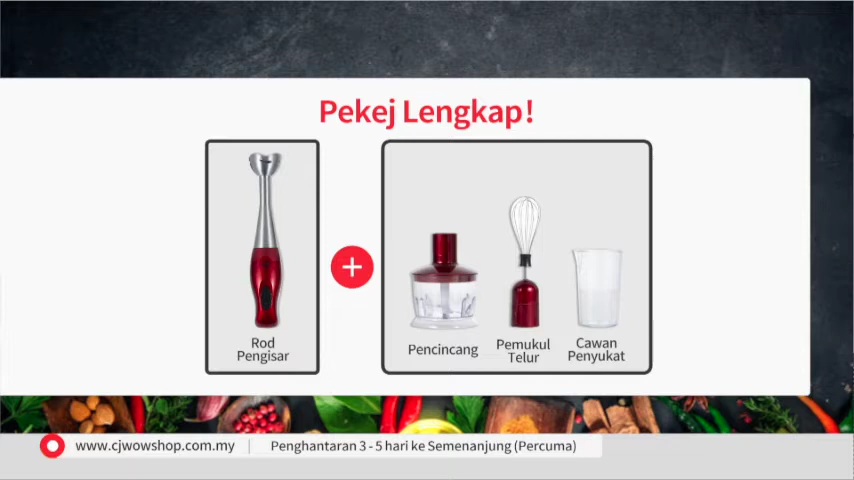 Pekej Lengkap!
Rod
Pengisar
Pencincang
Pemukul
Telur
Cawan
Penyukat
www.cjwowshop.com.my | Penghantaran 3 - 5 hari ke Semenanjung (Percuma)